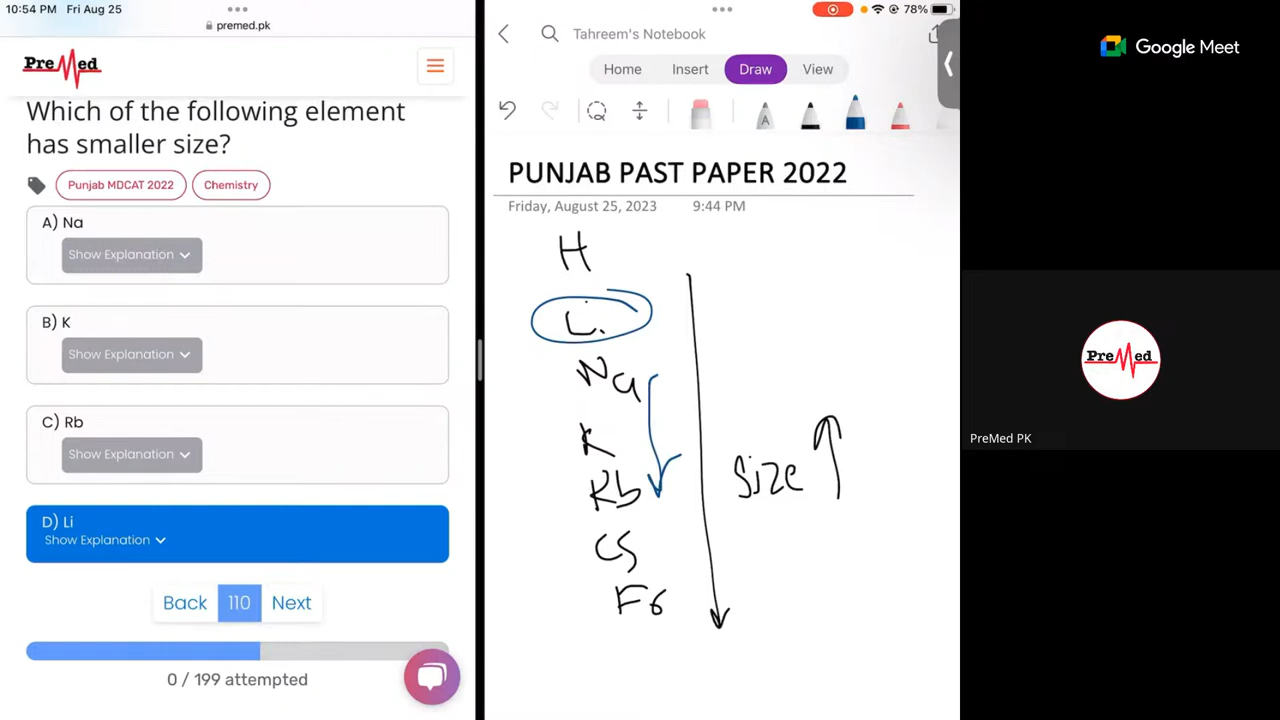 10:54 PM Fri Aug 25
premed.pk
PreMed
Which of the following element
has smaller size?
Punjab MDCAT 2022
Chemistry
A) Na
Show Explanation
B) K
Show Explanation
C) Rb
Show Explanation
D) Li
Show Explanation
Back 110 Next
0 / 199 attempted
78%
Tahreem's Notebook
Home Insert Draw View
A
PUNJAB PAST PAPER 2022
Friday, August 25, 2023 9:44 PM
H
Li
Na
K
Rb
Cs
Fr
Size
Google Meet
PreMed
PreMed PK